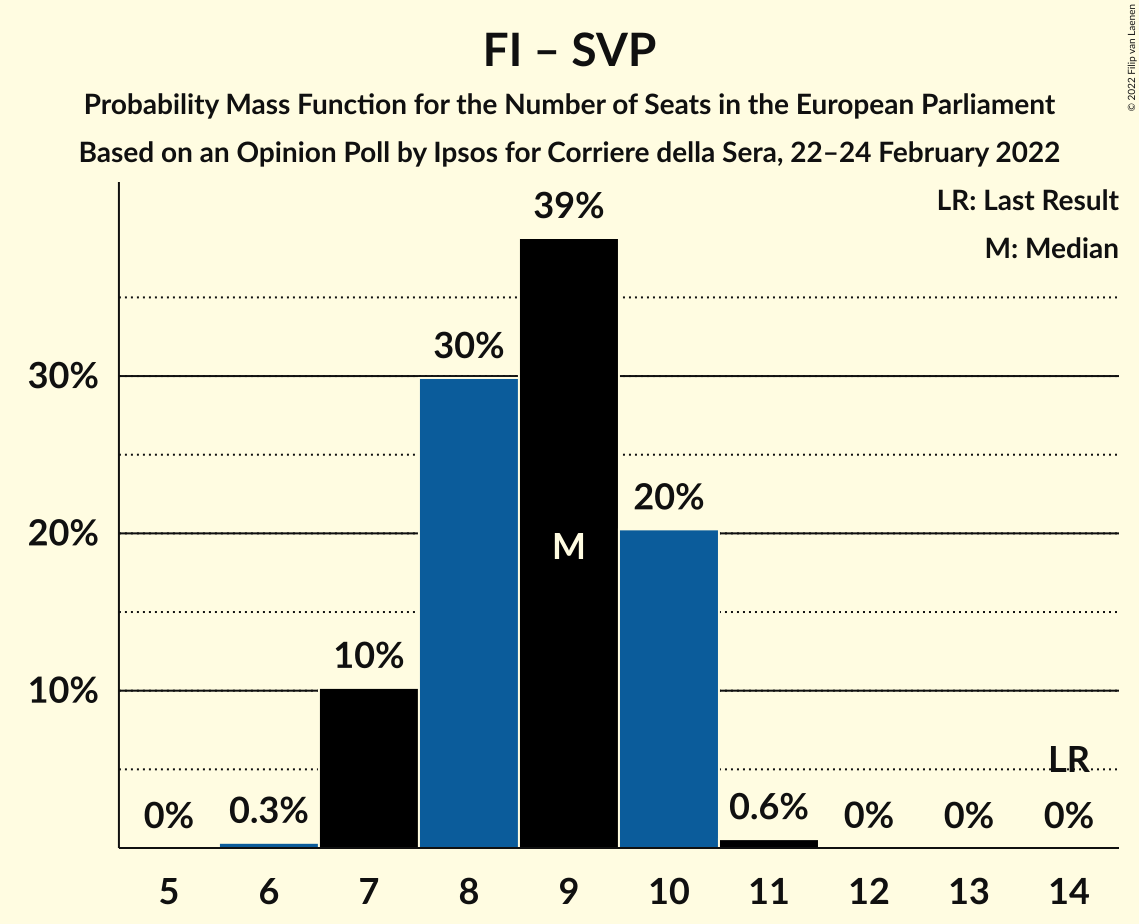 FI – SVP
Probability Mass Function for the Number of Seats in the European Parliament
Based on an Opinion Poll by Ipsos for Corriere della Sera, 22–24 February 2022
© 2022 Filip van Laenen
LR: Last Result
M: Median
39%
30%
30%
20%
20%
M
10%
10%
LR
0%
0.3%
0.6%
0%
0%
0%
5 6 7 8 9 10 11 12 13 14